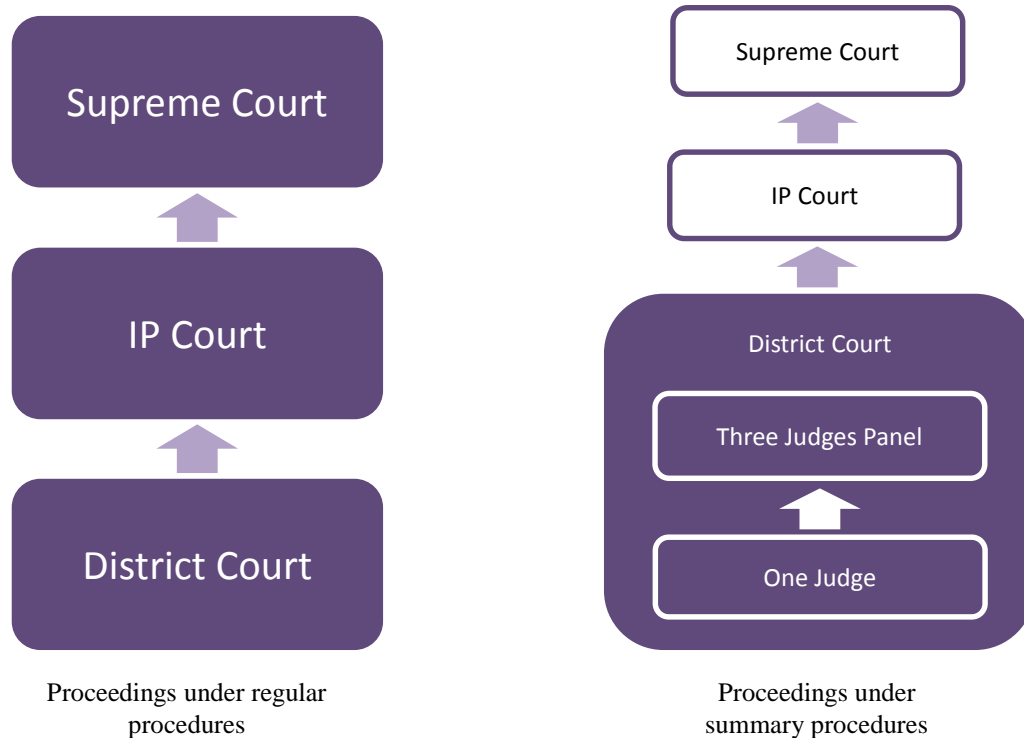 Supreme Court
IP Court
District Court
Proceedings under regular
procedures
Supreme Court
IP Court
District Court
Three Judges Panel
One Judge
Proceedings under
summary procedures